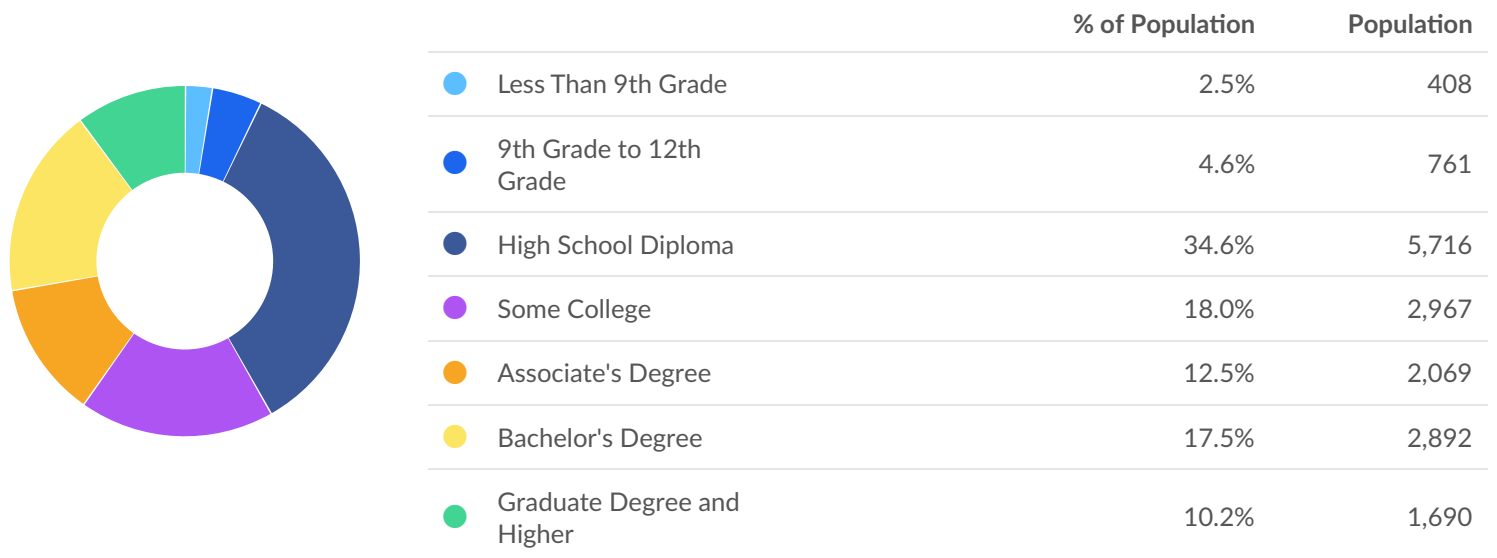 % of Population Population
Less Than 9th Grade 2.5% 408
9th Grade to 12th
Grade 4.6% 761
High School Diploma 34.6% 5,716
Some College 18.0% 2,967
Associate's Degree 12.5% 2,069
Bachelor's Degree 17.5% 2,892
Graduate Degree and
Higher 10.2% 1,690